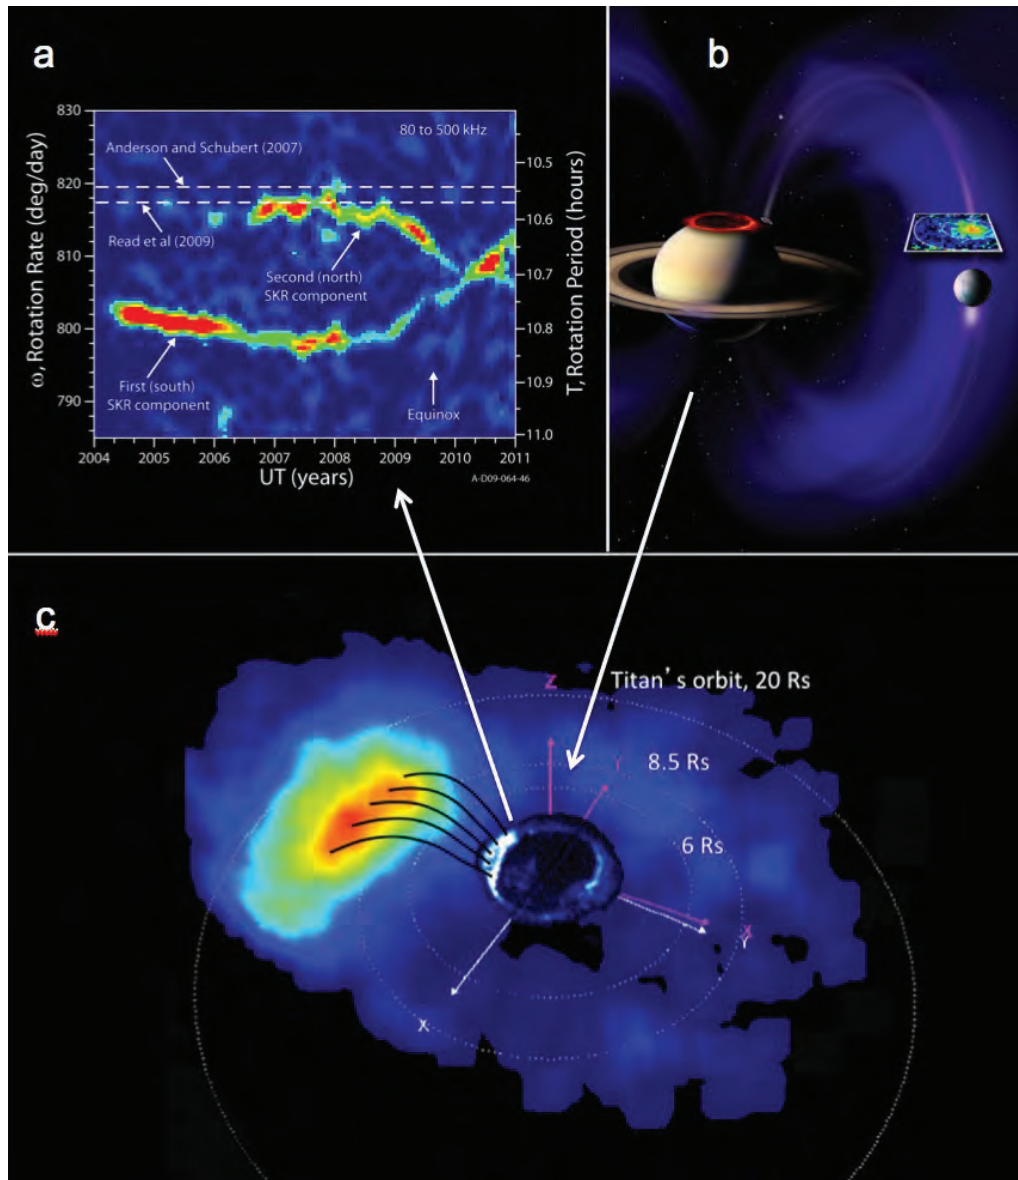 a
ω, Rotation Rate (deg/day)
830
820
810
800
790
80 to 500 kHz
Anderson and Schubert (2007)
Read et al (2009)
Second (north)
SKR component
First (south)
SKR component
Equinox
10.5
10.6
10.7
10.8
10.9
11.0
T, Rotation Period (hours)
2004 2005 2006 2007 2008 2009 2010 2011
UT (years)
A-D09-064-46
b
c
Titan's orbit, 20 Rs
Z
8.5 Rs
Y
6 Rs
X
Y
X